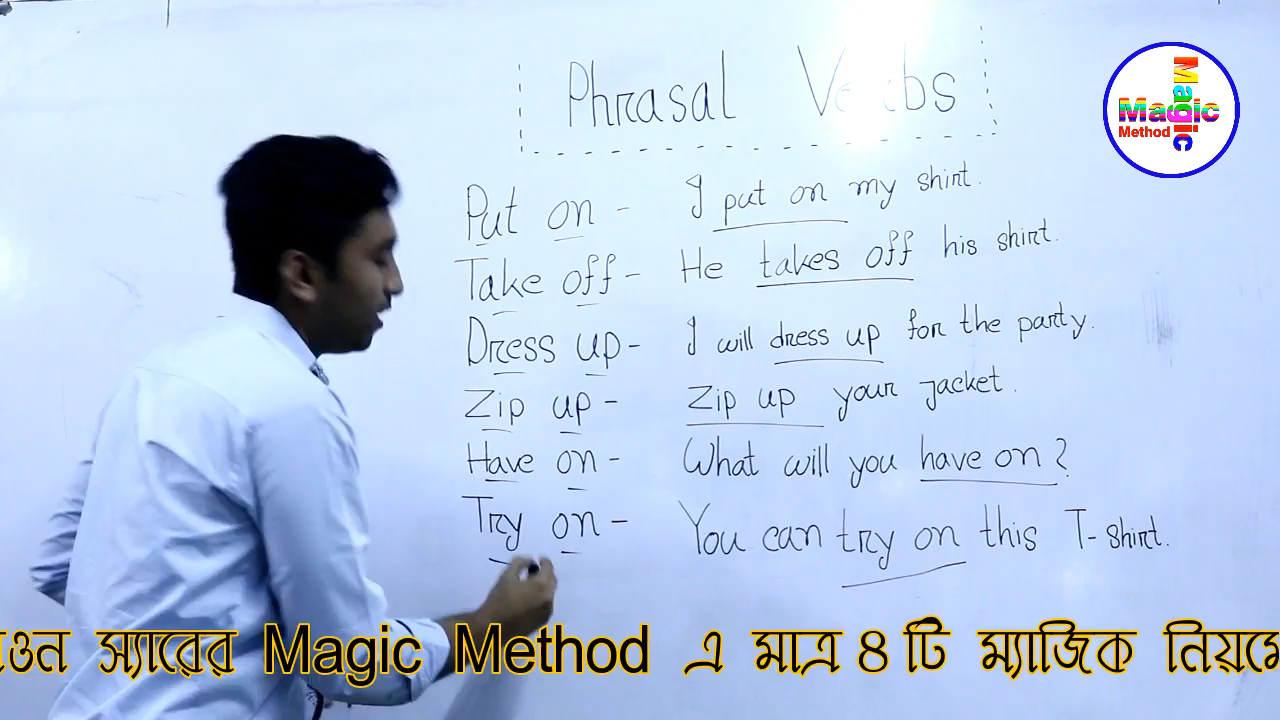 Phrasal Verbs
Put on - I put on my shirt.
Take off - He takes off his shirt.
Dress up - I will dress up for the party.
Zip up - Zip up your jacket.
Have on - What will you have on?
Try on - You can try on this T-shirt.
Magic
Magic
Method
স্যারের Magic Method এ মাত্র ৪ টি ম্যাজিক